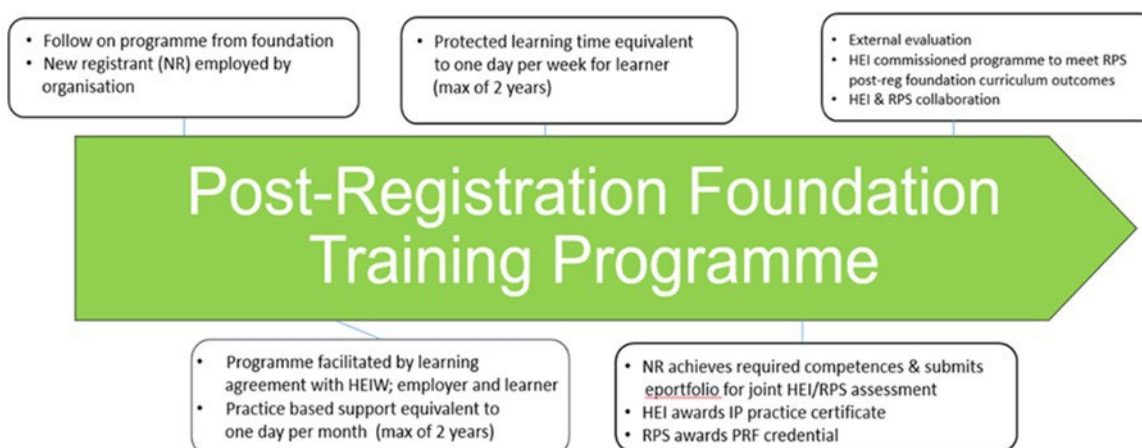 • Follow on programme from foundation
• New registrant (NR) employed by
organisation
• Protected learning time equivalent
to one day per week for learner
(max of 2 years)
• External evaluation
• HEI commissioned programme to meet RPS
post-reg foundation curriculum outcomes
• HEI & RPS collaboration
Post-Registration Foundation
Training Programme
• Programme facilitated by learning
agreement with HEIW; employer and learner
• Practice based support equivalent to
one day per month (max of 2 years)
• NR achieves required competences & submits
eportfolio for joint HEI/RPS assessment
• HEI awards IP practice certificate
• RPS awards PRF credential